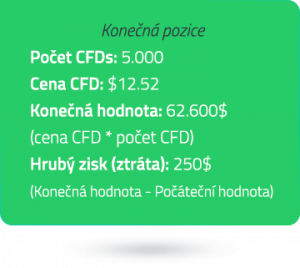 Konečná pozice
Počet CFDs: 5.000
Cena CFD: $12.52
Konečná hodnota: 62.600$
(cena CFD * počet CFD)
Hrubý zisk (ztráta): 250$
(Konečná hodnota - Počáteční hodnota)